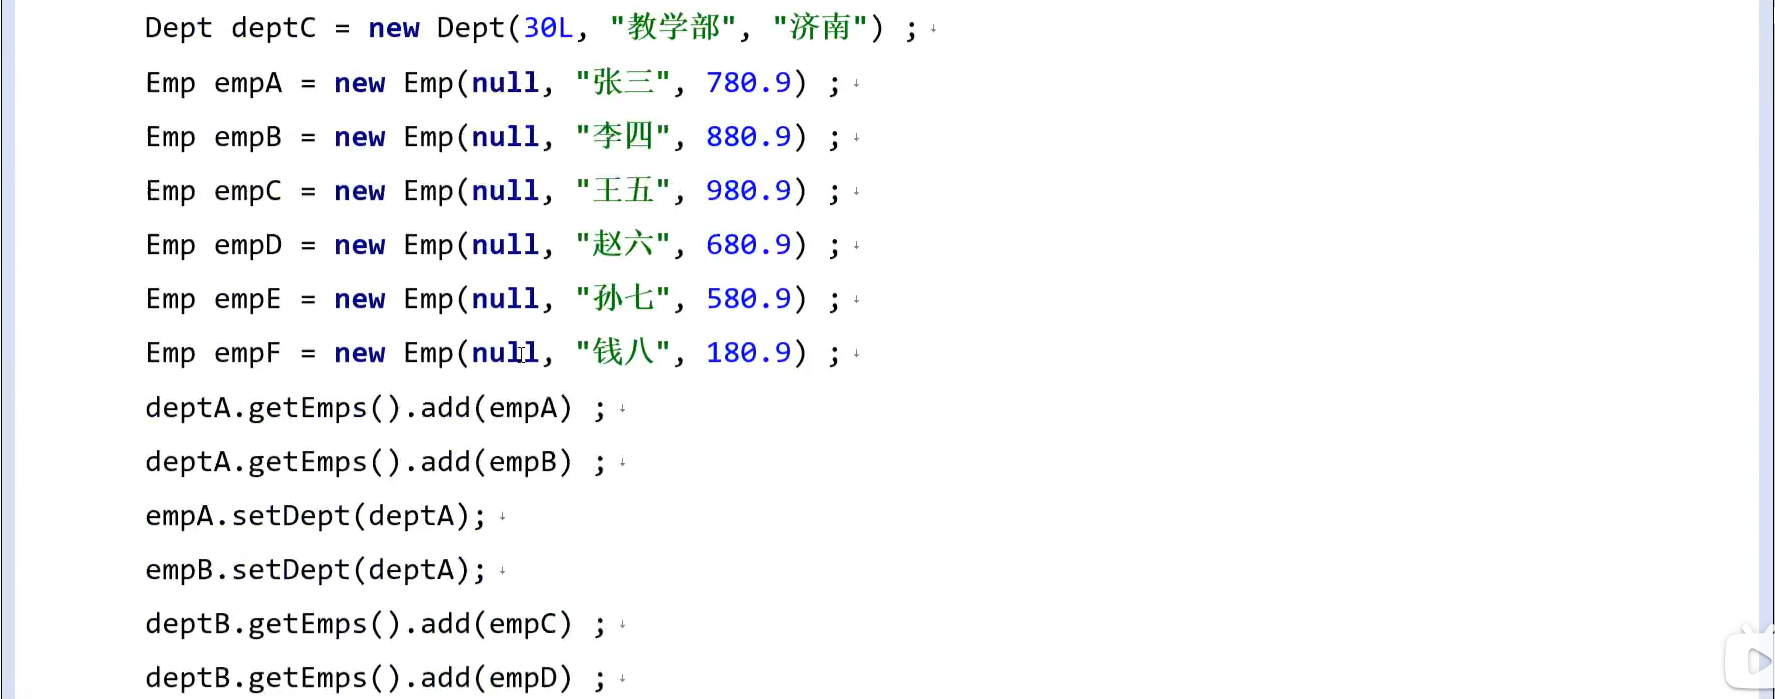 Dept deptC = new Dept(30L, "教学部", "济南") ;
Emp empA = new Emp(null, "张三", 780.9) ;
Emp empB = new Emp(null, "李四", 880.9) ;
Emp empC = new Emp(null, "王五", 980.9) ;
Emp empD = new Emp(null, "赵六", 680.9) ;
Emp empE = new Emp(null, "孙七", 580.9) ;
Emp empF = new Emp(null, "钱八", 180.9) ;
deptA.getEmps().add(empA) ;
deptA.getEmps().add(empB) ;
empA.setDept(deptA);
empB.setDept(deptA);
deptB.getEmps().add(empC) ;
deptB.getEmps().add(empD) ;